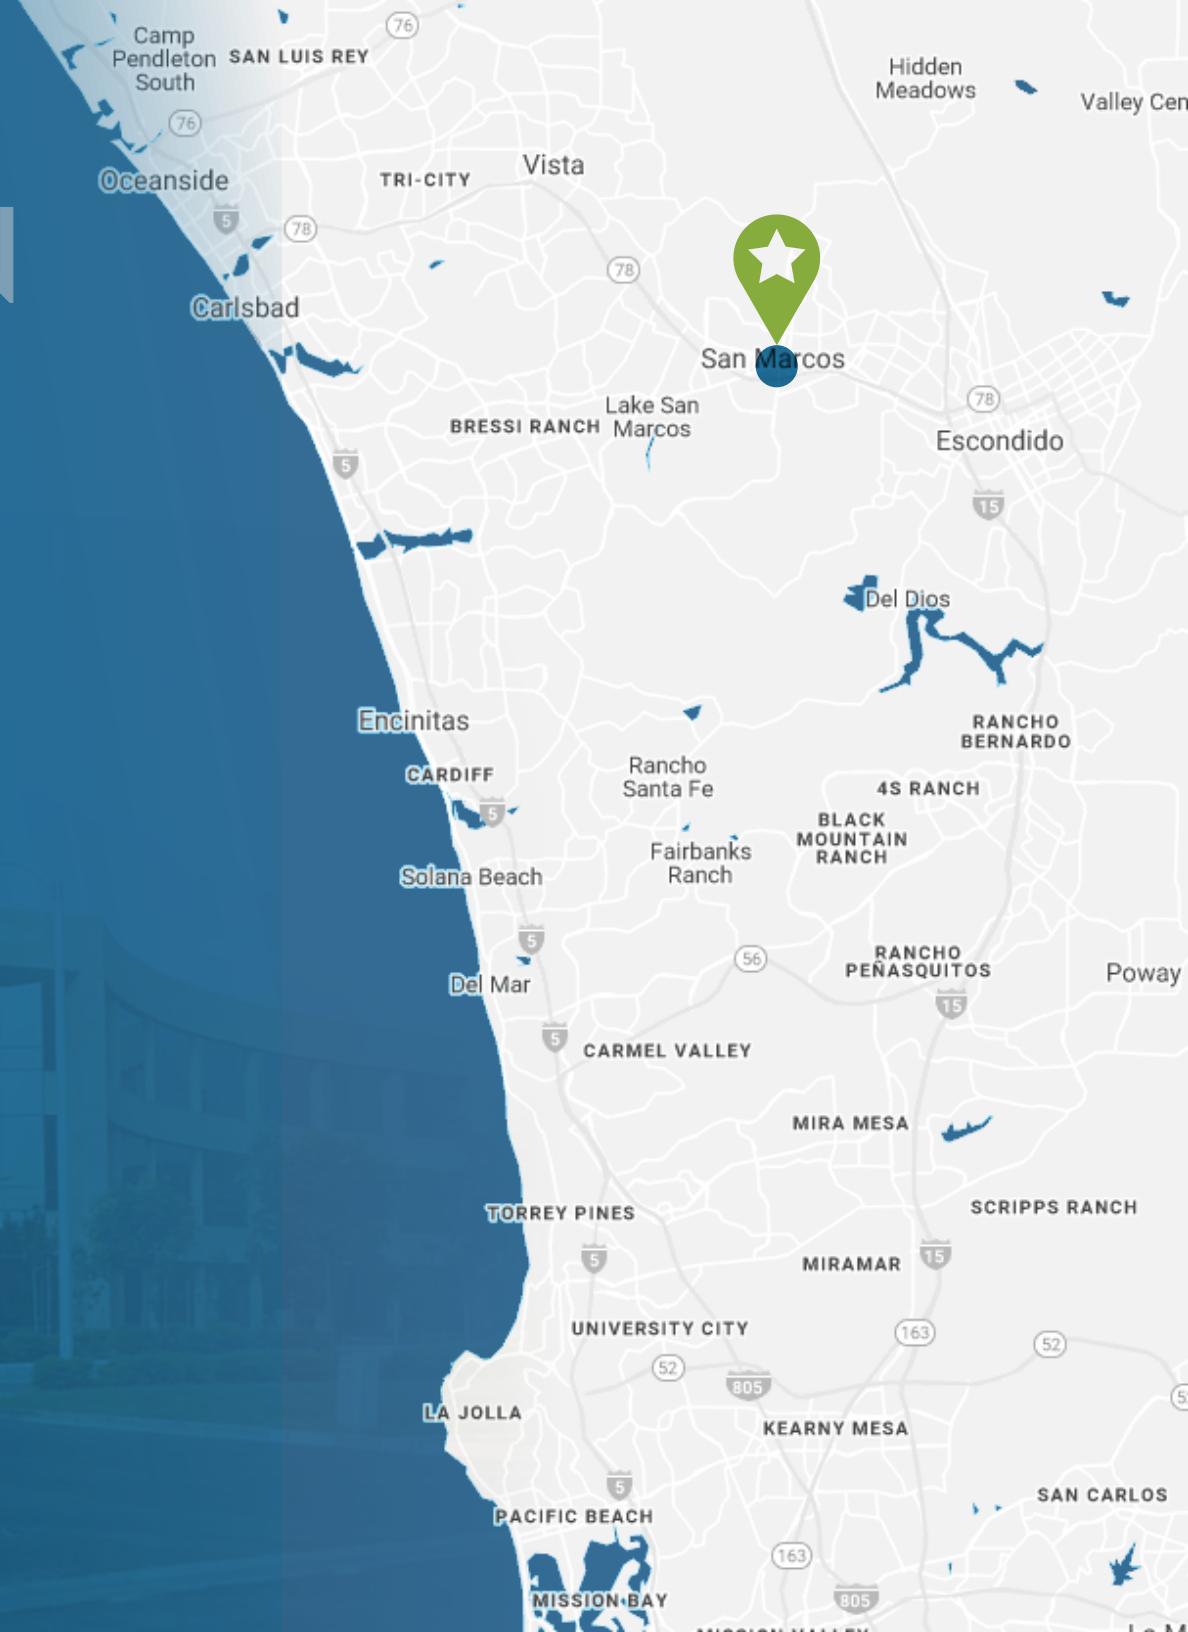 76
Camp
Pendleton
South
SAN LUIS REY
Hidden
Meadows
Valley Cen
76
Oceanside
TRI-CITY
Vista
5
78
78
Carlsbad
San Marcos
78
Lake San
Marcos
BRESSI RANCH
Escondido
5
15
Del Dios
Encinitas
RANCHO
BERNARDO
CARDIFF
Rancho
Santa Fe
4S RANCH
5
BLACK
MOUNTAIN
RANCH
Fairbanks
Ranch
Solana Beach
5
56
RANCHO
PEÑASQUITOS
Poway
Del Mar
15
5
CARMEL VALLEY
MIRA MESA
TORREY PINES
SCRIPPS RANCH
5
15
MIRAMAR
UNIVERSITY CITY
163
52
52
805
5
LA JOLLA
KEARNY MESA
5
SAN CARLOS
PACIFIC BEACH
163
MISSION BAY
805
MISSION VALLEY
La M